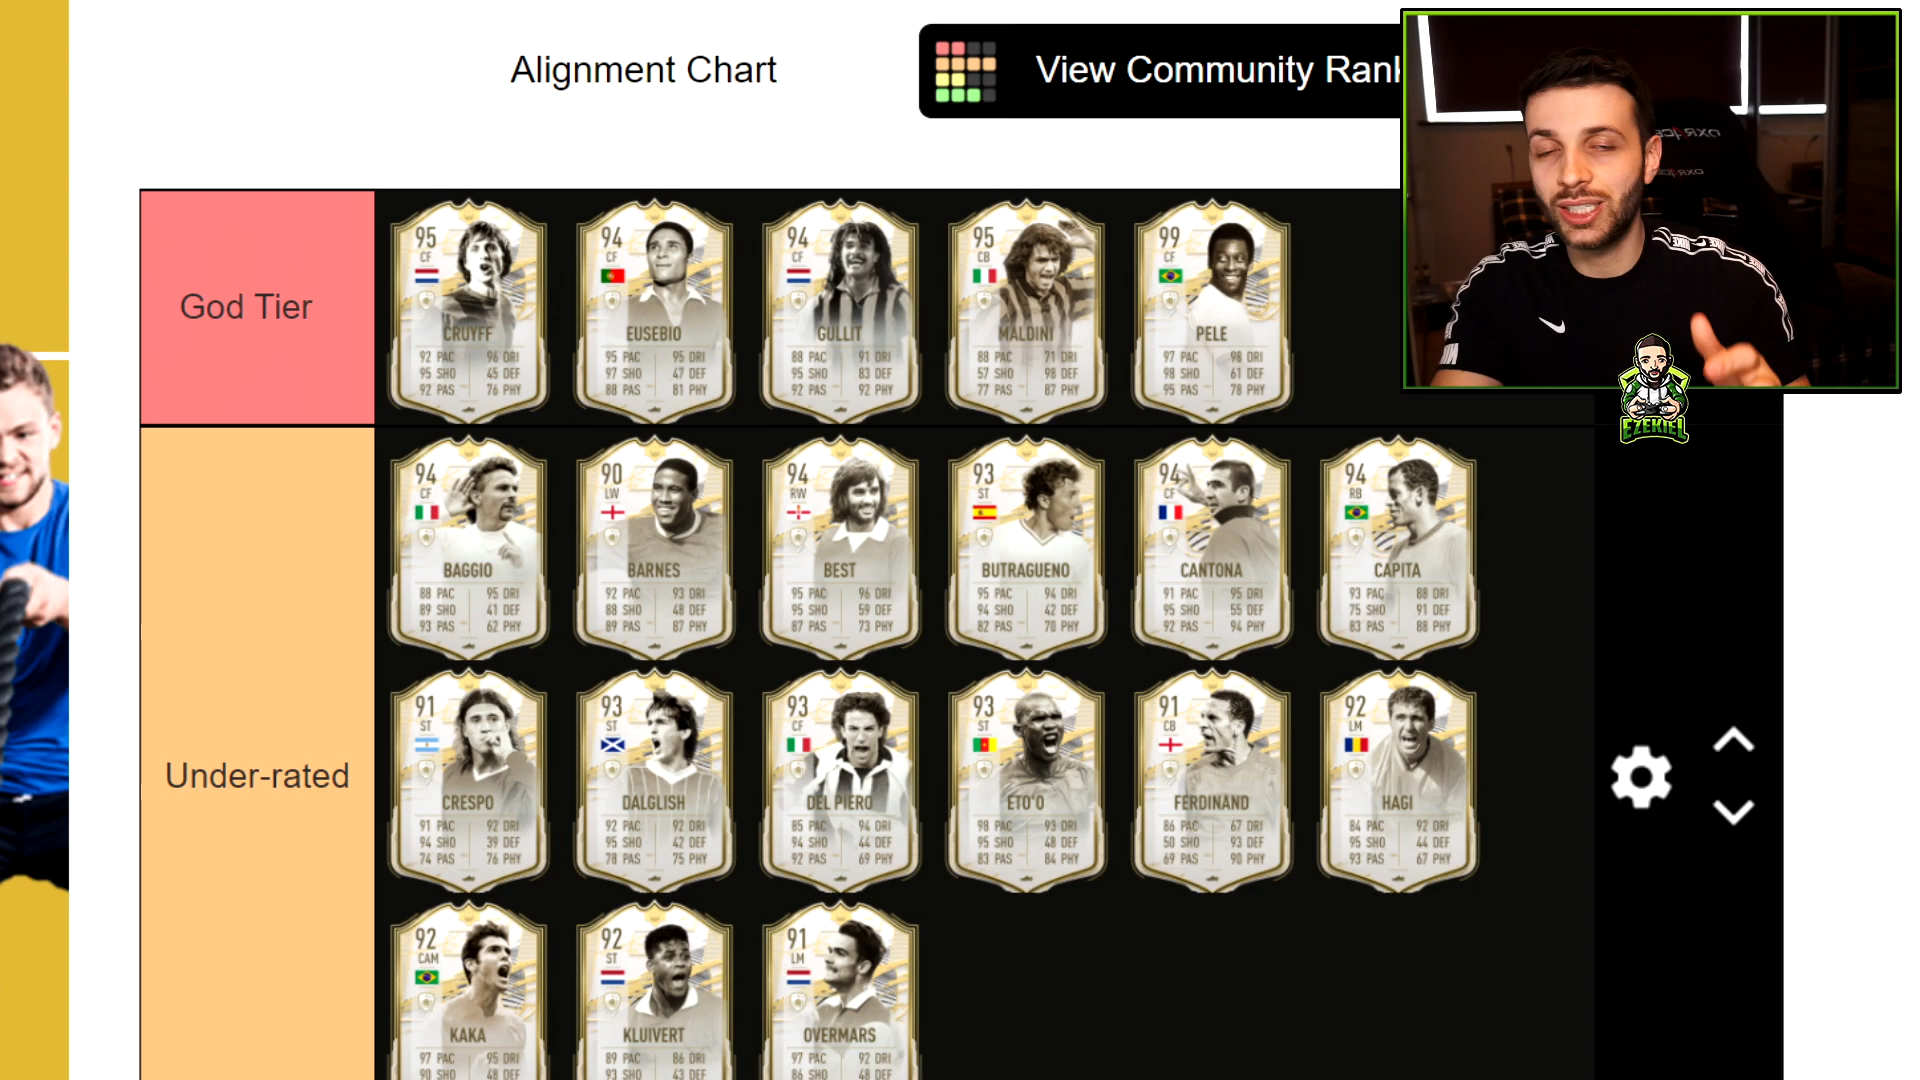 Alignment Chart
View Community Rank
God Tier
95
CF
CRUYFF
92 PAC 96 DRI
95 SHO 45 DEF
92 PAS 76 PHY
94
CF
EUSEBIO
95 PAC 95 DRI
97 SHO 47 DEF
88 PAS 81 PHY
94
CF
GULLIT
88 PAC 91 DRI
95 SHO 83 DEF
92 PAS 92 PHY
95
CB
MALDINI
88 PAC 71 DRI
57 SHO 98 DEF
77 PAS 87 PHY
99
CF
PELE
97 PAC 98 DRI
98 SHO 61 DEF
95 PAS 78 PHY
EZEKIEL
Under-rated
94
CF
BAGGIO
88 PAC 95 DRI
89 SHO 41 DEF
93 PAS 62 PHY
90
LW
BARNES
92 PAC 93 DRI
88 SHO 48 DEF
89 PAS 87 PHY
94
RW
BEST
95 PAC 96 DRI
95 SHO 59 DEF
87 PAS 73 PHY
93
ST
BUTRAGUENO
95 PAC 94 DRI
94 SHO 42 DEF
82 PAS 70 PHY
94
CF
CANTONA
91 PAC 95 DRI
95 SHO 55 DEF
92 PAS 94 PHY
94
RB
CAPITA
93 PAC 88 DRI
75 SHO 91 DEF
83 PAS 88 PHY
91
ST
CRESPO
91 PAC 92 DRI
94 SHO 39 DEF
74 PAS 76 PHY
93
ST
DALGLISH
92 PAC 92 DRI
95 SHO 42 DEF
78 PAS 75 PHY
93
CF
DEL PIERO
85 PAC 94 DRI
94 SHO 44 DEF
92 PAS 69 PHY
93
ST
ETO'O
98 PAC 93 DRI
95 SHO 48 DEF
83 PAS 84 PHY
91
CB
FERDINAND
86 PAC 67 DRI
50 SHO 93 DEF
69 PAS 90 PHY
92
LM
HAGI
84 PAC 92 DRI
95 SHO 44 DEF
93 PAS 67 PHY
92
CAM
KAKA
97 PAC 95 DRI
90 SHO 48 DEF
92
ST
KLUIVERT
89 PAC 86 DRI
93 SHO 43 DEF
91
LM
OVERMARS
97 PAC 92 DRI
86 SHO 48 DEF